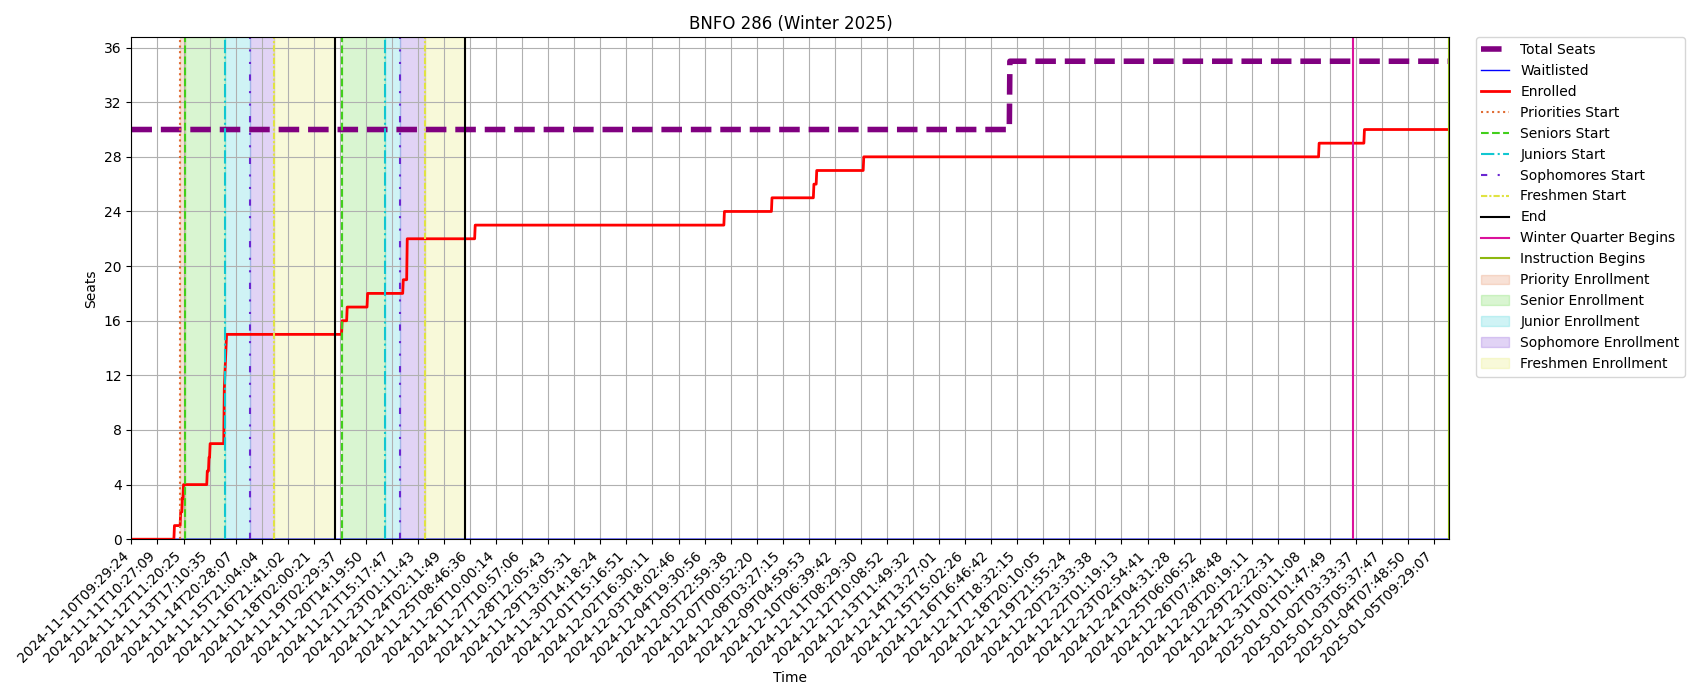 BNFO 286 (Winter 2025)
36
32
28
24
20
16
12
8
4
0
Seats
2024-11-10T09:29:24
2024-11-11T10:27:09
2024-11-12T11:20:25
2024-11-13T17:10:35
2024-11-14T20:28:07
2024-11-15T21:04:04
2024-11-16T21:41:02
2024-11-18T02:00:21
2024-11-19T02:29:37
2024-11-20T14:19:50
2024-11-21T15:17:47
2024-11-23T01:11:43
2024-11-24T02:11:49
2024-11-25T08:46:36
2024-11-26T10:00:14
2024-11-27T10:57:06
2024-11-28T12:05:43
2024-11-29T13:05:31
2024-11-30T14:18:24
2024-12-01T15:16:51
2024-12-02T16:30:11
2024-12-03T18:02:46
2024-12-04T19:30:56
2024-12-05T22:59:38
2024-12-07T00:52:20
2024-12-08T03:27:15
2024-12-09T04:59:53
2024-12-10T06:39:42
2024-12-11T08:29:30
2024-12-12T10:08:52
2024-12-13T11:49:32
2024-12-14T13:27:01
2024-12-15T15:02:26
2024-12-16T16:46:42
2024-12-17T18:32:15
2024-12-18T20:10:05
2024-12-19T21:55:24
2024-12-20T23:33:38
2024-12-22T01:19:13
2024-12-23T02:54:41
2024-12-24T04:31:28
2024-12-25T06:06:52
2024-12-26T07:48:48
2024-12-28T20:19:11
2024-12-29T22:22:31
2024-12-31T00:11:08
2025-01-01T01:47:49
2025-01-02T03:33:37
2025-01-03T05:37:47
2025-01-04T07:48:50
2025-01-05T09:29:07
Time
Total Seats
Waitlisted
Enrolled
Priorities Start
Seniors Start
Juniors Start
Sophomores Start
Freshmen Start
End
Winter Quarter Begins
Instruction Begins
Priority Enrollment
Senior Enrollment
Junior Enrollment
Sophomore Enrollment
Freshmen Enrollment